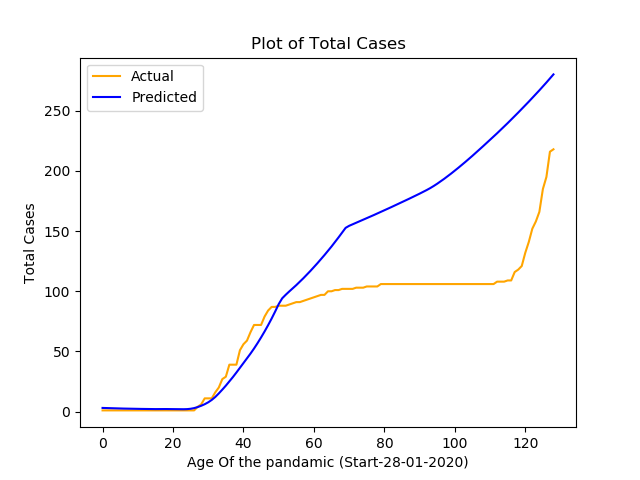 Plot of Total Cases
Actual
Predicted
250
200
150
100
50
0
Total Cases
0 20 40 60 80 100 120
Age Of the pandamic (Start-28-01-2020)